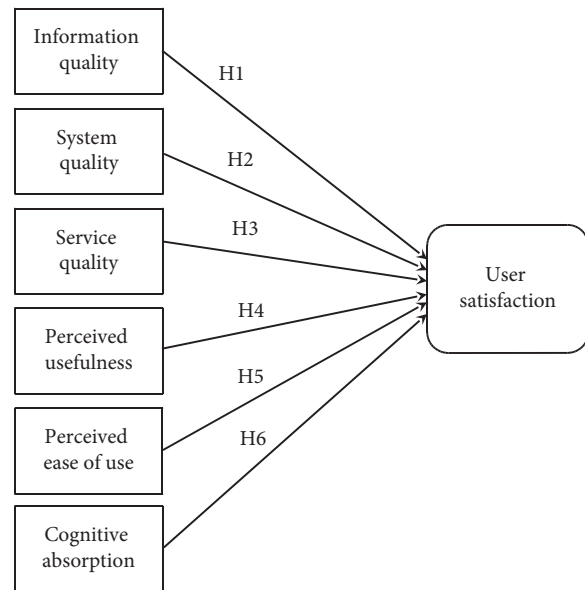 Information
quality
H1
System
quality
H2
Service
quality
H3
User
satisfaction
Perceived
usefulness
H4
Perceived
ease of use
H5
H6
Cognitive
absorption